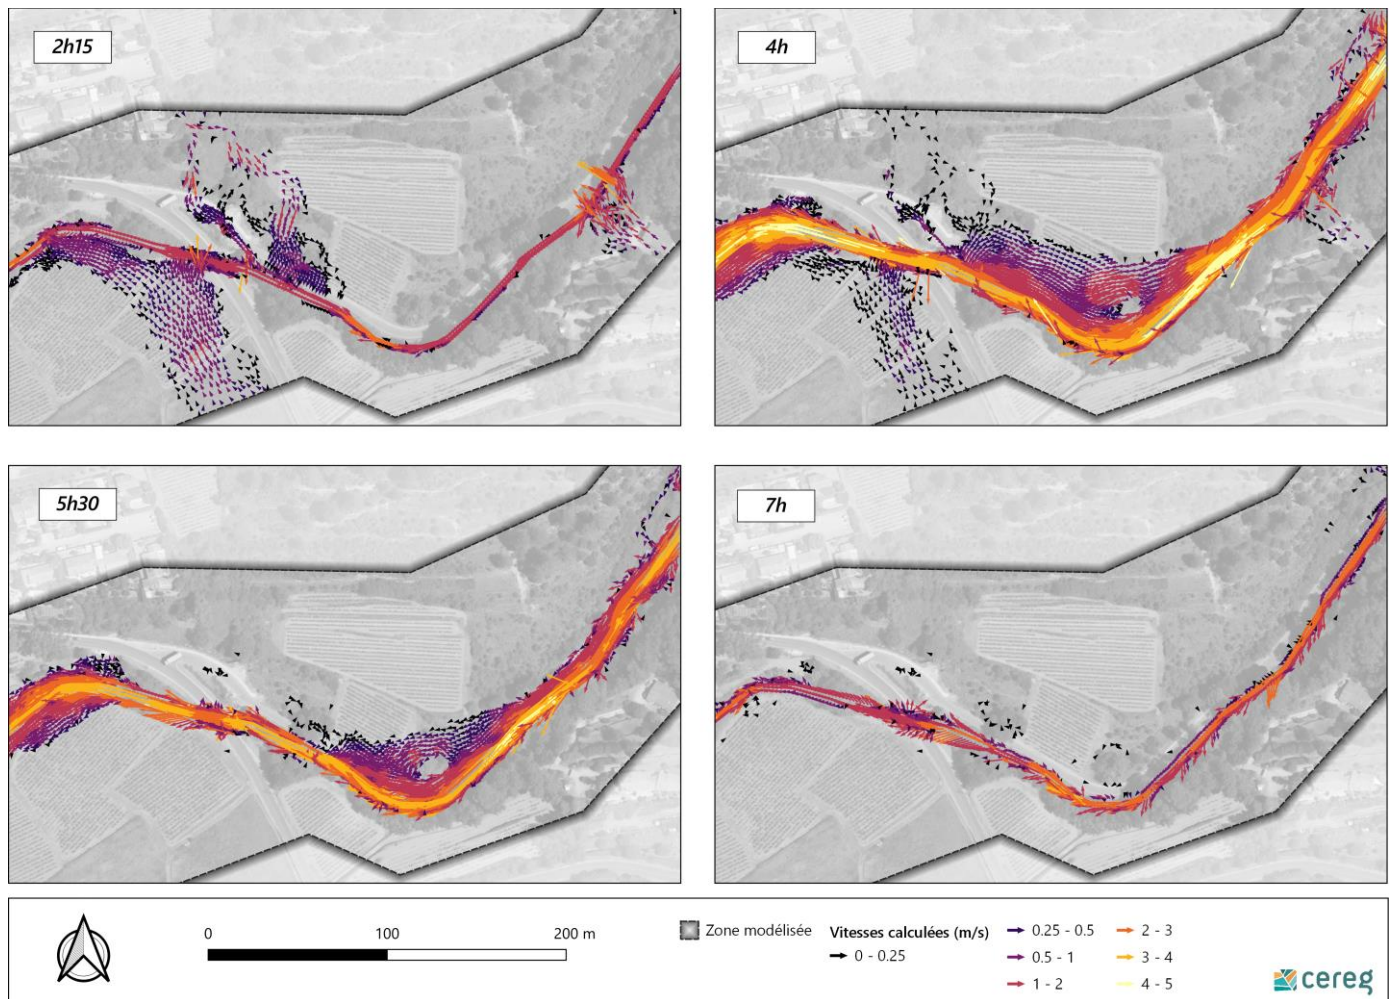 2h15
4h
5h30
7h
0 100 200 m
Zone modélisée
Vitesses calculées (m/s)
0 - 0.25
0.25 - 0.5
0.5 - 1
1 - 2
2 - 3
3 - 4
4 - 5
cereg